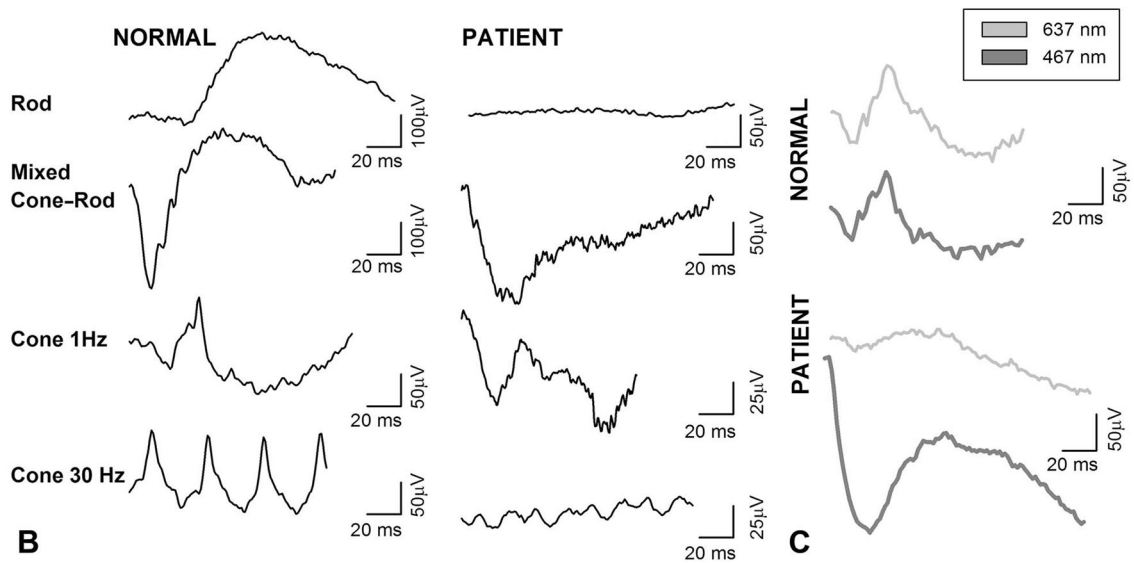 NORMAL
PATIENT
637 nm
467 nm
Rod
100µV
20 ms
50µV
20 ms
Mixed
Cone–Rod
100µV
20 ms
50µV
20 ms
NORMAL
50µV
20 ms
Cone 1Hz
50µV
20 ms
25µV
20 ms
PATIENT
50µV
20 ms
Cone 30 Hz
50µV
20 ms
25µV
20 ms
B
C